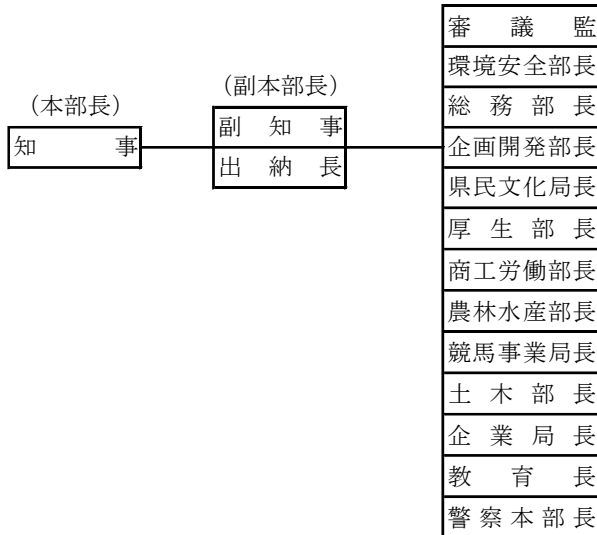 (本部長)
知事
(副本部長)
副知事
出納長
審議監
環境安全部長
総務部長
企画開発部長
県民文化局長
厚生部長
商工労働部長
農林水産部長
競馬事業局長
土木部長
企業局長
教育長
警察本部長